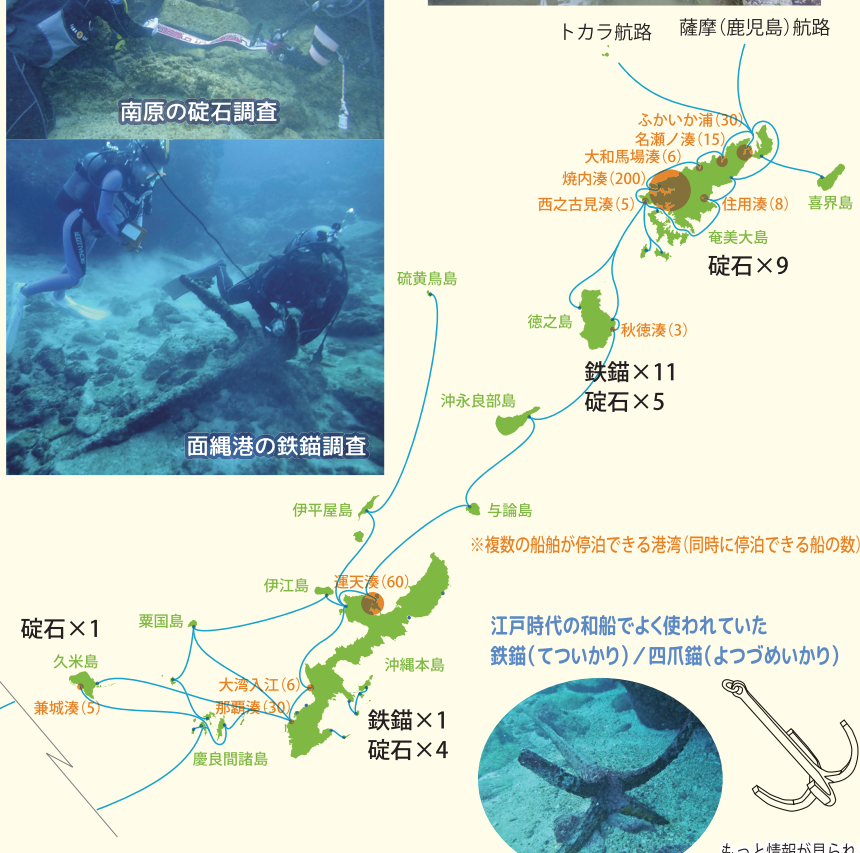 トカラ航路
薩摩（鹿児島）航路
南原の碇石調査
ふかいか浦（30）
名瀬ノ湊（15）
大和馬場湊（6）
焼内湊（200）
西之古見湊（5）
住用湊（8）
喜界島
奄美大島
碇石×9
硫黄鳥島
徳之島
秋徳湊（3）
鉄錨×11
碇石×5
沖永良部島
面縄港の鉄錨調査
伊平屋島
与論島
※複数の船舶が停泊できる港湾（同時に停泊できる船の数）
伊江島
運天湊（60）
碇石×1
粟国島
江戸時代の和船でよく使われていた
鉄錨（てついかり）／四爪錨（よつづめいかり）
久米島
沖縄本島
大湾入江（6）
兼城湊（5）
那覇湊（30）
鉄錨×1
碇石×4
慶良間諸島
もっと情報が見られ